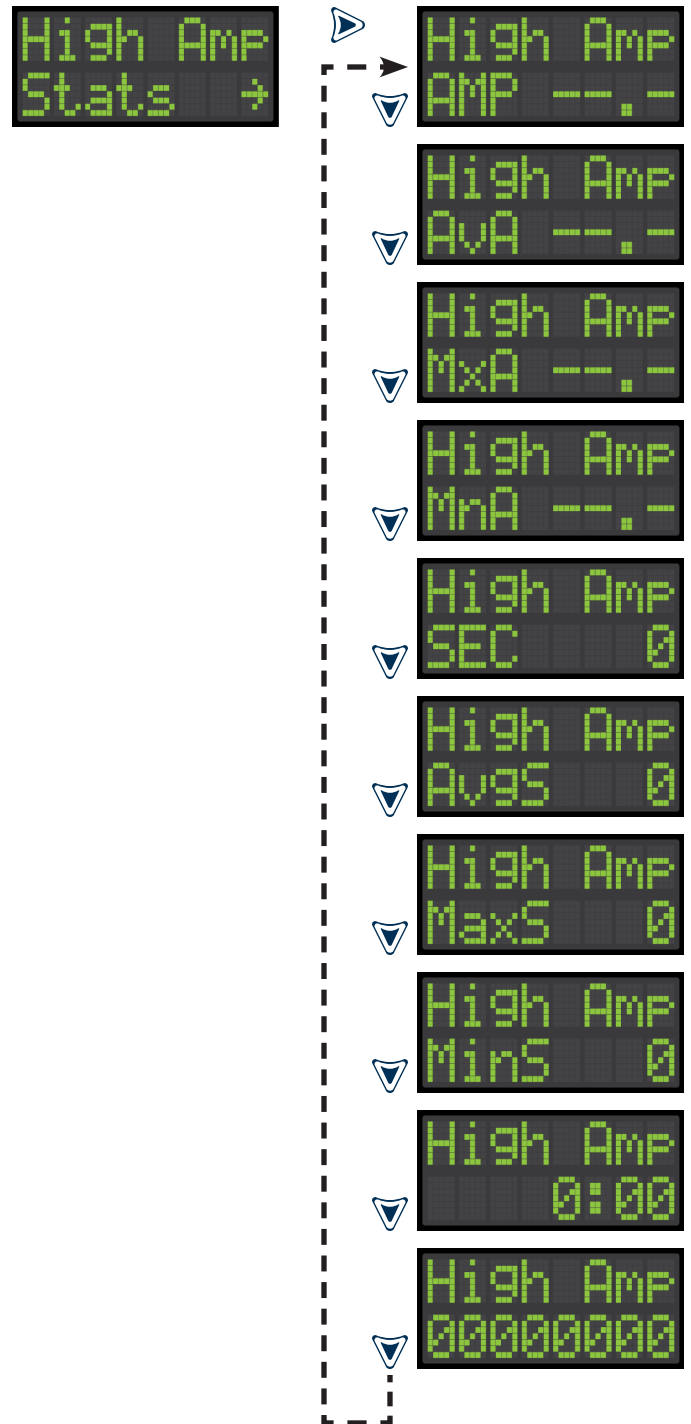 High Amp
Stats →
High Amp
AMP --.-
High Amp
AvA --.-
High Amp
MxA --.-
High Amp
MnA --.-
High Amp
SEC 0
High Amp
AvgS 0
High Amp
MaxS 0
High Amp
MinS 0
High Amp
0:00
High Amp
00000000